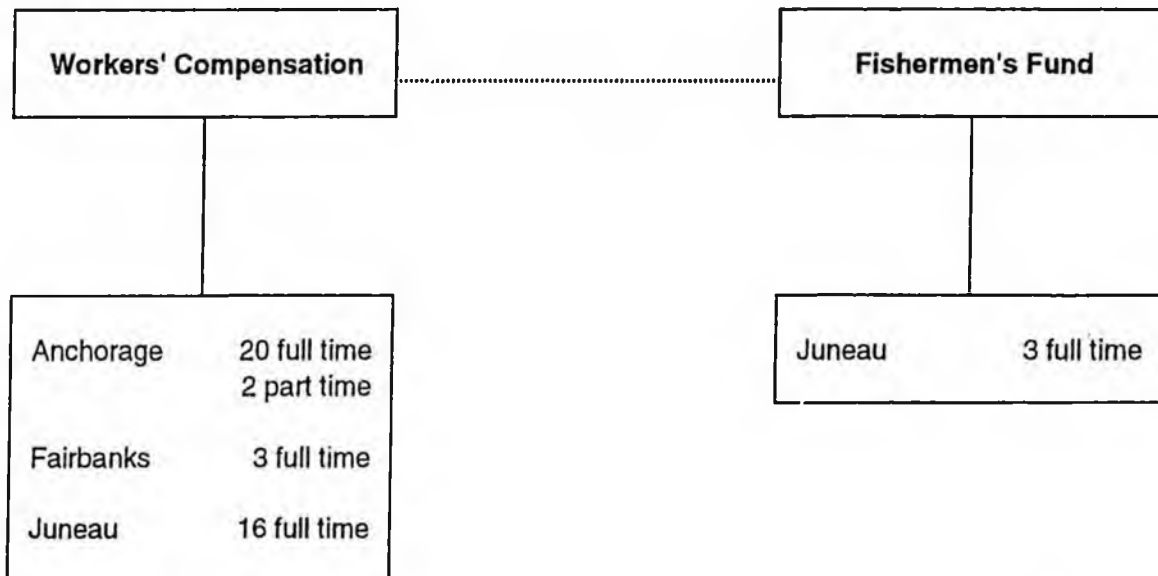 Workers' Compensation
Fishermen's Fund
Anchorage 20 full time
2 part time
Fairbanks 3 full time
Juneau 16 full time
Juneau 3 full time